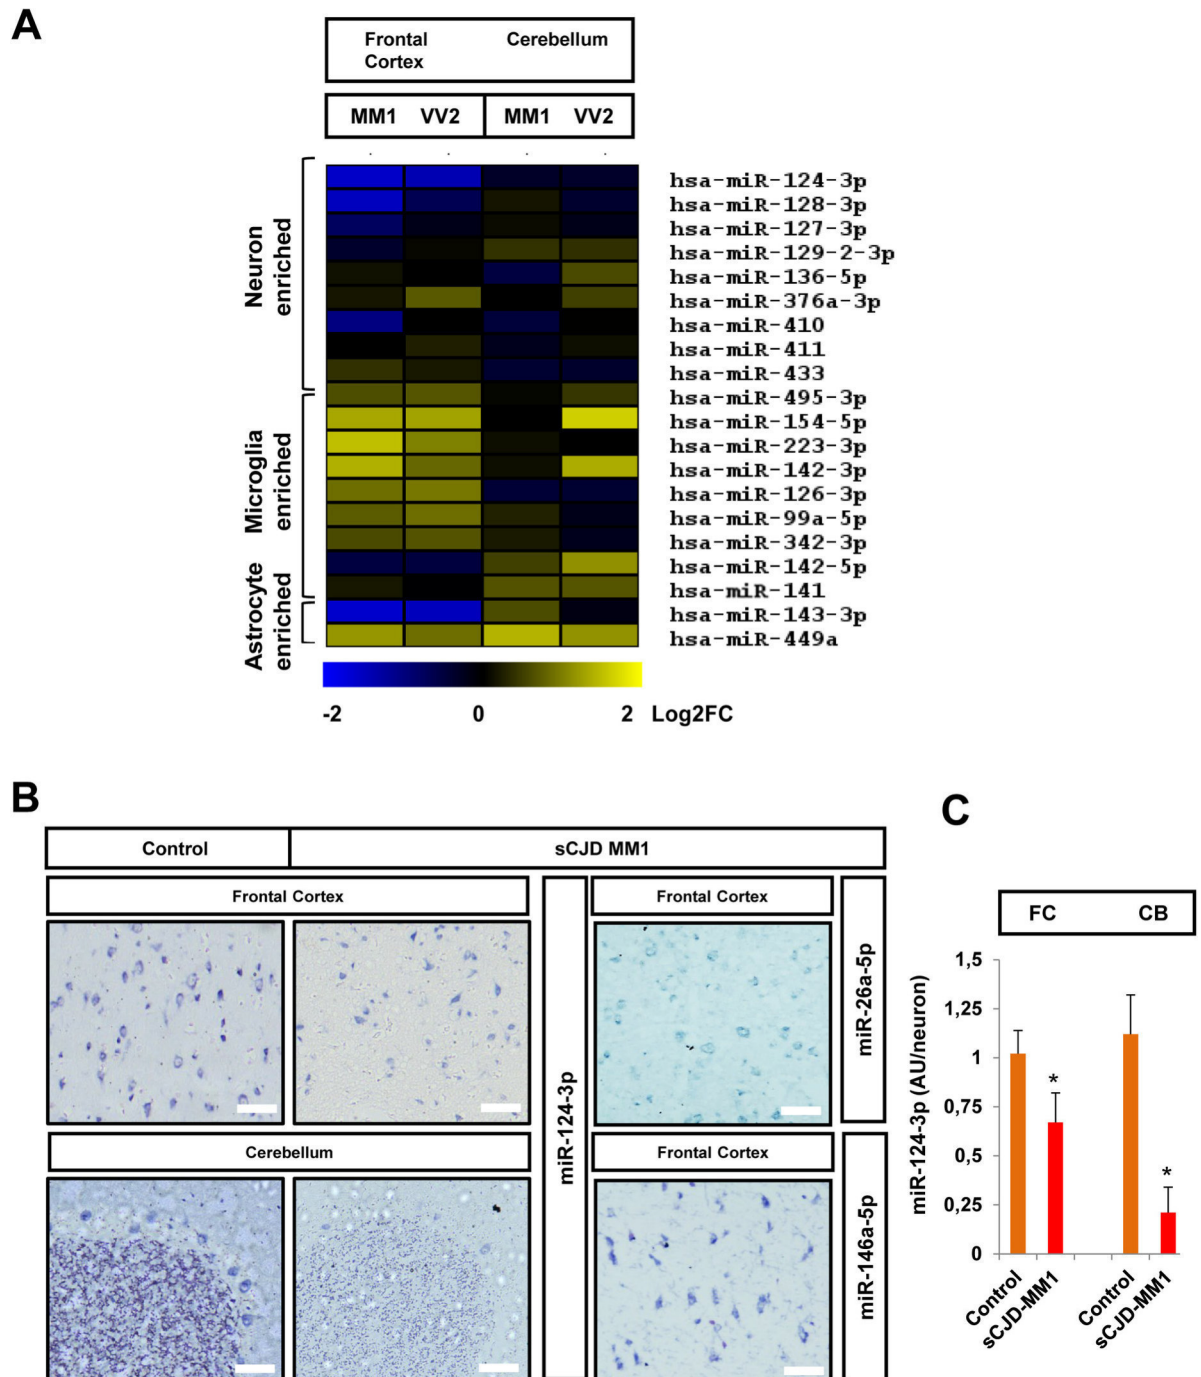 A
Frontal
Cortex
Cerebellum
MM1 VV2 MM1 VV2
Neuron
enriched
Microglia
enriched
Astrocyte
enriched
hsa-miR-124-3p
hsa-miR-128-3p
hsa-miR-127-3p
hsa-miR-129-2-3p
hsa-miR-136-5p
hsa-miR-376a-3p
hsa-miR-410
hsa-miR-411
hsa-miR-433
hsa-miR-495-3p
hsa-miR-154-5p
hsa-miR-223-3p
hsa-miR-142-3p
hsa-miR-126-3p
hsa-miR-99a-5p
hsa-miR-342-3p
hsa-miR-142-5p
hsa-miR-141
hsa-miR-143-3p
hsa-miR-449a
-2 0 2 Log2FC
B
Control sCJD MM1
Frontal Cortex
Frontal Cortex
miR-26a-5p
miR-124-3p
Cerebellum
Frontal Cortex
miR-146a-5p
C
FC CB
miR-124-3p (AU/neuron)
1,5
1,25
1
0,75
0,5
0,25
0
*
*
Control
sCJD-MM1
Control
sCJD-MM1